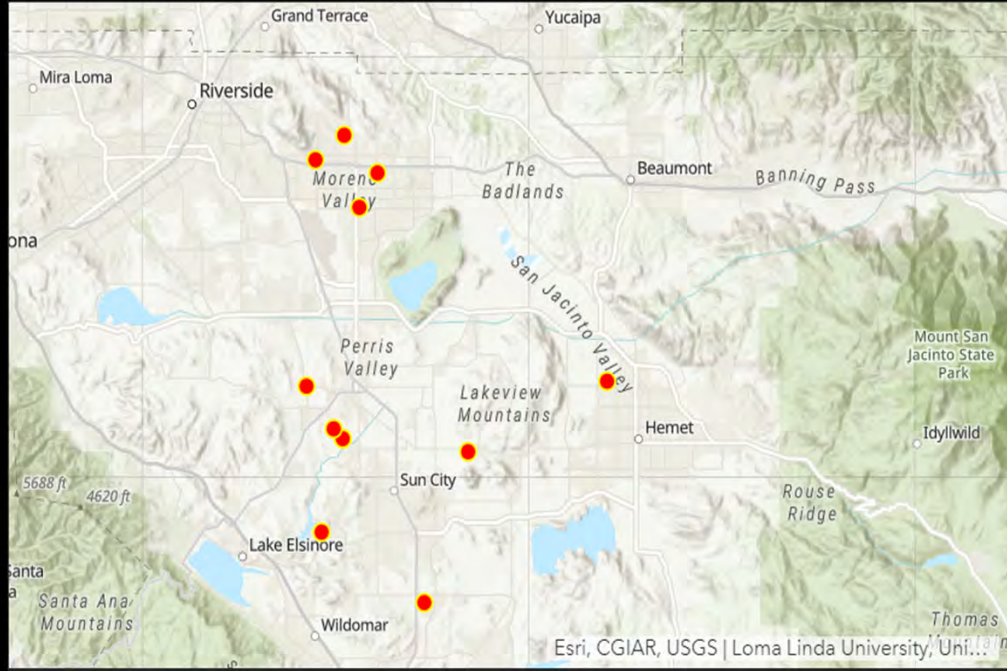 Grand Terrace
Yucaipa
Mira Loma
Riverside
The
Badlands
Beaumont
Banning Pass
Moreno
Valley
ona
San Jacinto Valley
Perris
Valley
Mount San
Jacinto State
Park
Lakeview
Mountains
Hemet
Idyllwild
Sun City
5688 ft
4620 ft
Rouse
Ridge
Lake Elsinore
Santa
a
Santa Ana
Mountains
Wildomar
Thomas
Esri, CGIAR, USGS | Loma Linda University, Uni...